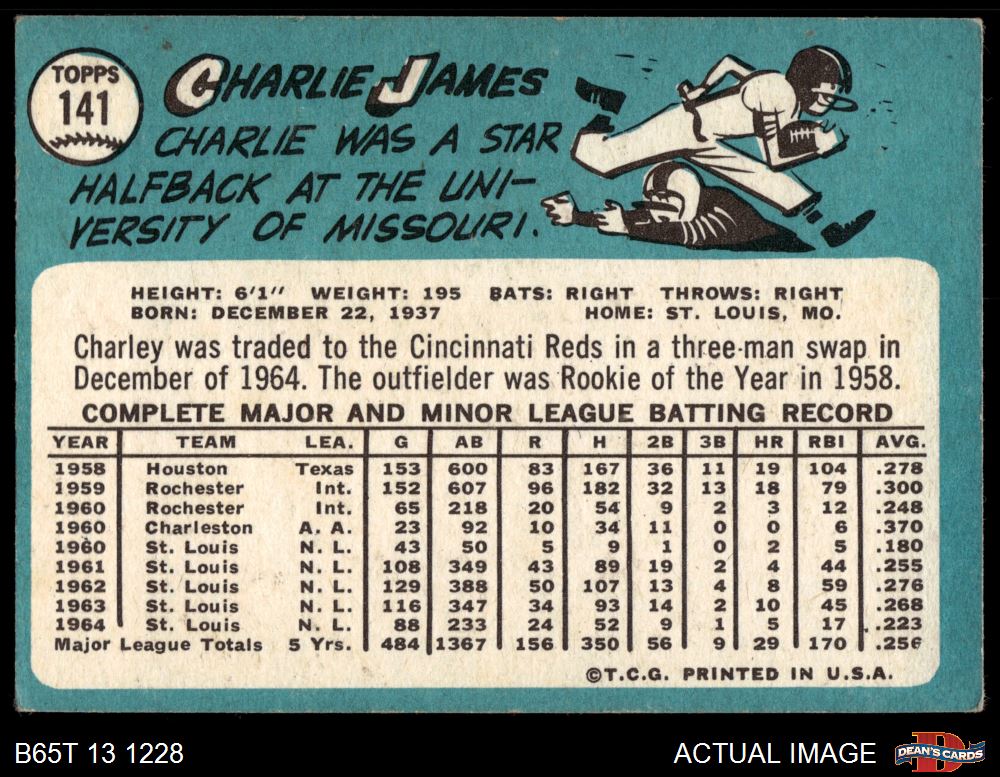 TOPPS
141
CHARLIE JAMES
CHARLIE WAS A STAR
HALFBACK AT THE UNI-
VERSITY OF MISSOURI.
HEIGHT: 6'1" WEIGHT: 195 BATS: RIGHT THROWS: RIGHT
BORN: DECEMBER 22, 1937 HOME: ST. LOUIS, MO.
Charley was traded to the Cincinnati Reds in a three-man swap in
December of 1964. The outfielder was Rookie of the Year in 1958.
COMPLETE MAJOR AND MINOR LEAGUE BATTING RECORD
YEAR TEAM LEA. G AB R H 2B 3B HR RBI AVG.
1958 Houston Texas 153 600 83 167 36 11 19 104 .278
1959 Rochester Int. 152 607 96 182 32 13 18 79 .300
1960 Rochester Int. 65 218 20 54 9 2 3 12 .248
1960 Charleston A. A. 23 92 10 34 11 0 0 6 .370
1960 St. Louis N. L. 43 50 5 9 1 0 2 5 .180
1961 St. Louis N. L. 108 349 43 89 19 2 4 44 .255
1962 St. Louis N. L. 129 388 50 107 13 4 8 59 .276
1963 St. Louis N. L. 116 347 34 93 14 2 10 45 .268
1964 St. Louis N. L. 88 233 24 52 9 1 5 17 .223
Major League Totals 5 Yrs. 484 1367 156 350 56 9 29 170 .256
©T.C.G. PRINTED IN U.S.A.
B65T 13 1228 ACTUAL IMAGE DEAN'S CARDS